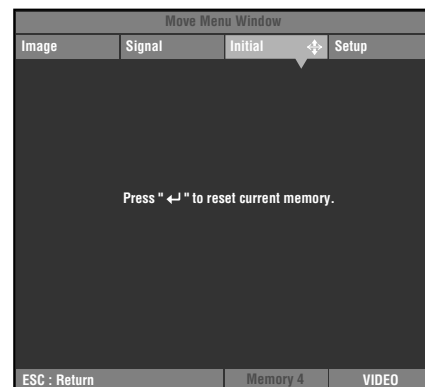 Move Menu Window
Image Signal Initial Setup
Press " ↵ " to reset current memory.
ESC : Return Memory 4 VIDEO